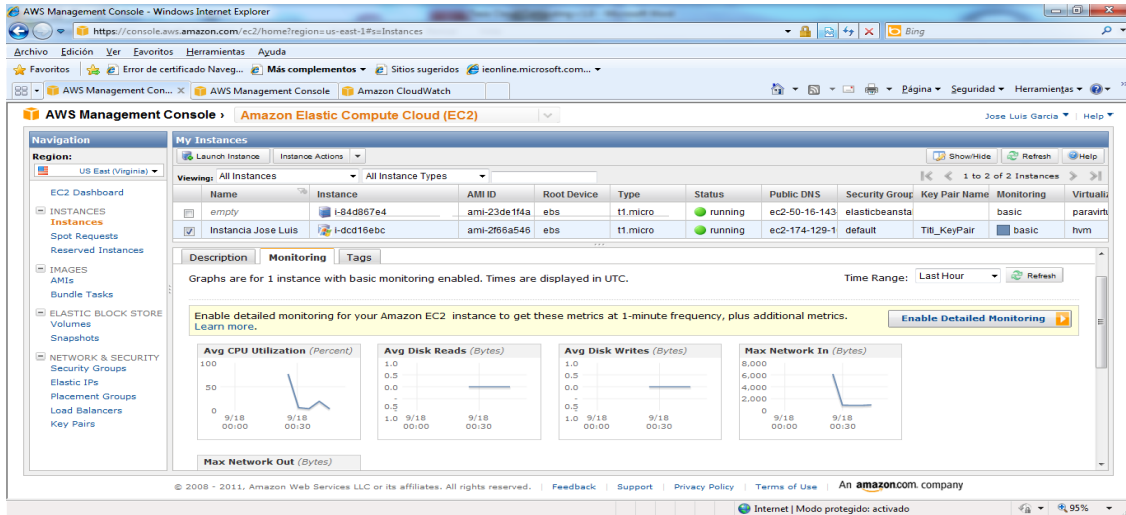 AWS Management Console - Windows Internet Explorer
https://console.aws.amazon.com/ec2/home?region=us-east-1#s=Instances
Bing
Archivo Edición Ver Favoritos Herramientas Ayuda
Favoritos Error de certificado Naveg... Más complementos Sitios sugeridos ieonline.microsoft.com...
AWS Management Con... X AWS Management Console Amazon CloudWatch Página Seguridad Herramientas
AWS Management Console › Amazon Elastic Compute Cloud (EC2) Jose Luis Garcia Help
Navigation
Region:
US East (Virginia)
EC2 Dashboard
INSTANCES
Instances
Spot Requests
Reserved Instances
IMAGES
AMIs
Bundle Tasks
ELASTIC BLOCK STORE
Volumes
Snapshots
NETWORK & SECURITY
Security Groups
Elastic IPs
Placement Groups
Load Balancers
Key Pairs
My Instances
Launch Instance Instance Actions Show/Hide Refresh Help
Viewing: All Instances All Instance Types 1 to 2 of 2 Instances
Name Instance AMI ID Root Device Type Status Public DNS Security Group Key Pair Name Monitoring Virtualiz
empty i-84d867e4 ami-23de1f4a ebs t1.micro running ec2-50-16-143 elasticbeansta basic paravirtu
Instancia Jose Luis i-dcd16ebc ami-2f66a546 ebs t1.micro running ec2-174-129-1 default Titi_KeyPair basic hvm
Description Monitoring Tags
Graphs are for 1 instance with basic monitoring enabled. Times are displayed in UTC. Time Range: Last Hour Refresh
Enable detailed monitoring for your Amazon EC2 instance to get these metrics at 1-minute frequency, plus additional metrics.
Learn more.
Enable Detailed Monitoring
Avg CPU Utilization (Percent)
100
50
0
9/18 9/18
00:00 00:30
Avg Disk Reads (Bytes)
1.0
0.5
0.0
-
0.5
-
1.0
9/18 9/18
00:00 00:30
Avg Disk Writes (Bytes)
1.0
0.5
0.0
-
0.5
-
1.0
9/18 9/18
00:00 00:30
Max Network In (Bytes)
8,000
6,000
4,000
2,000
0
9/18 9/18
00:00 00:30
Max Network Out (Bytes)
© 2008 - 2011, Amazon Web Services LLC or its affiliates. All rights reserved. | Feedback | Support | Privacy Policy | Terms of Use | An amazon.com. company
Internet | Modo protegido: activado 95%